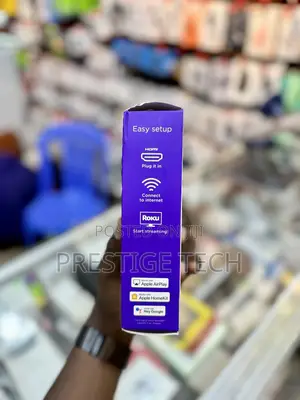 Easy setup
HDMI
Plug it in
Connect
to internet
Roku
Start streaming!
PRESTIGE TECH
Apple AirPlay
Apple HomeKit
Hey Google